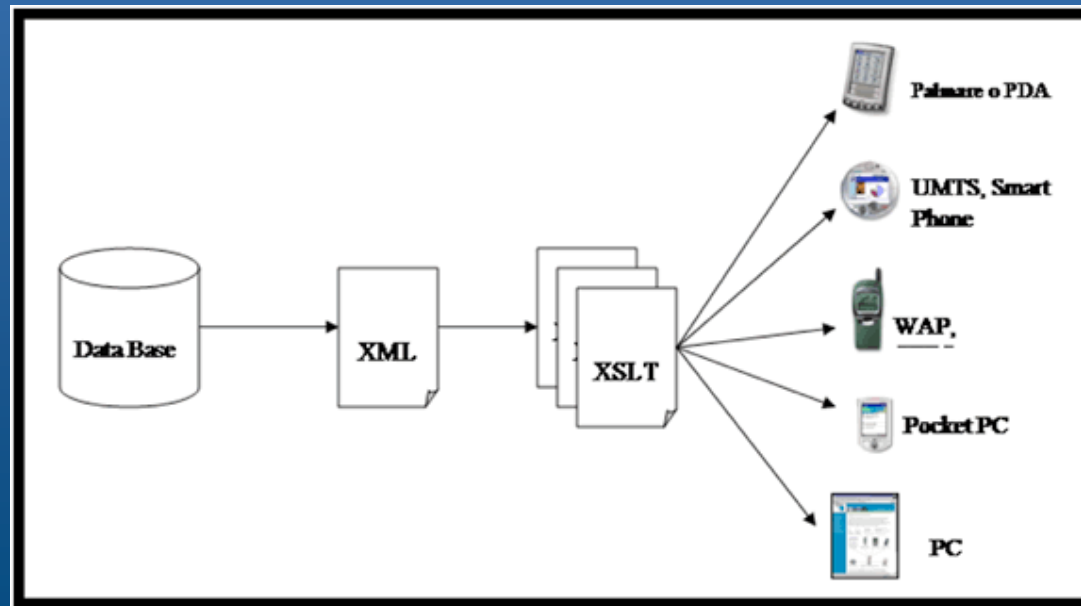 Palmare o PDA
UMTS, Smart
Phone
WAP,
Data Base
XML
XSLT
Pocket PC
PC